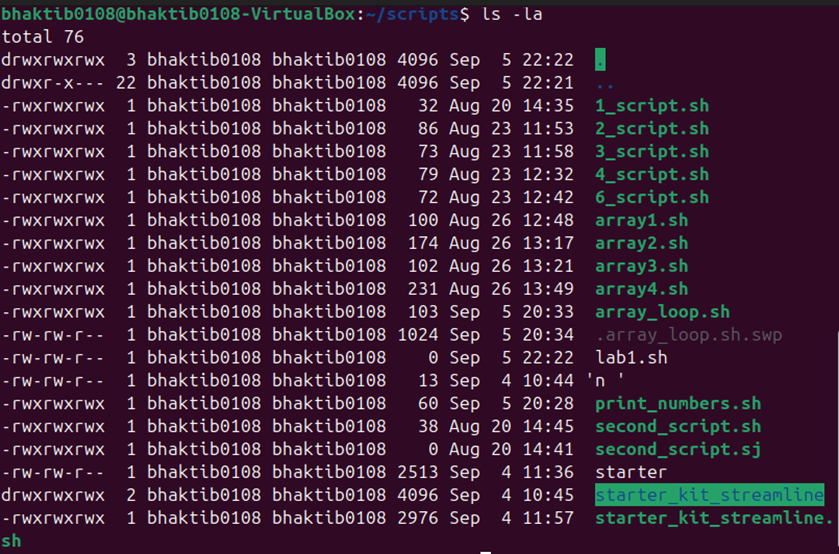 bhaktib0108@bhaktib0108-VirtualBox:~/scripts$ ls -la
total 76
drwxrwxrwx  3 bhaktib0108 bhaktib0108 4096 Sep  5 22:22  .
drwxr-x--- 22 bhaktib0108 bhaktib0108 4096 Sep  5 22:21  ..
-rwxrwxrwx  1 bhaktib0108 bhaktib0108   32 Aug 20 14:35  1_script.sh
-rwxrwxrwx  1 bhaktib0108 bhaktib0108   86 Aug 23 11:53  2_script.sh
-rwxrwxrwx  1 bhaktib0108 bhaktib0108   73 Aug 23 11:58  3_script.sh
-rwxrwxrwx  1 bhaktib0108 bhaktib0108   79 Aug 23 12:32  4_script.sh
-rwxrwxrwx  1 bhaktib0108 bhaktib0108   72 Aug 23 12:42  6_script.sh
-rwxrwxrwx  1 bhaktib0108 bhaktib0108  100 Aug 26 12:48  array1.sh
-rwxrwxrwx  1 bhaktib0108 bhaktib0108  174 Aug 26 13:17  array2.sh
-rwxrwxrwx  1 bhaktib0108 bhaktib0108  102 Aug 26 13:21  array3.sh
-rwxrwxrwx  1 bhaktib0108 bhaktib0108  231 Aug 26 13:49  array4.sh
-rwxrwxrwx  1 bhaktib0108 bhaktib0108  103 Sep  5 20:33  array_loop.sh
-rw-rw-r--  1 bhaktib0108 bhaktib0108 1024 Sep  5 20:34  .array_loop.sh.swp
-rw-rw-r--  1 bhaktib0108 bhaktib0108    0 Sep  5 22:22  lab1.sh
-rw-rw-r--  1 bhaktib0108 bhaktib0108   13 Sep  4 10:44 'n '
-rwxrwxrwx  1 bhaktib0108 bhaktib0108   60 Sep  5 20:28  print_numbers.sh
-rwxrwxrwx  1 bhaktib0108 bhaktib0108   38 Aug 20 14:45  second_script.sh
-rwxrwxrwx  1 bhaktib0108 bhaktib0108    0 Aug 20 14:41  second_script.sj
-rw-rw-r--  1 bhaktib0108 bhaktib0108 2513 Sep  4 11:36  starter
drwxrwxrwx  2 bhaktib0108 bhaktib0108 4096 Sep  4 10:45  starter_kit_streamline
-rwxrwxrwx  1 bhaktib0108 bhaktib0108 2976 Sep  4 11:57  starter_kit_streamline.
sh